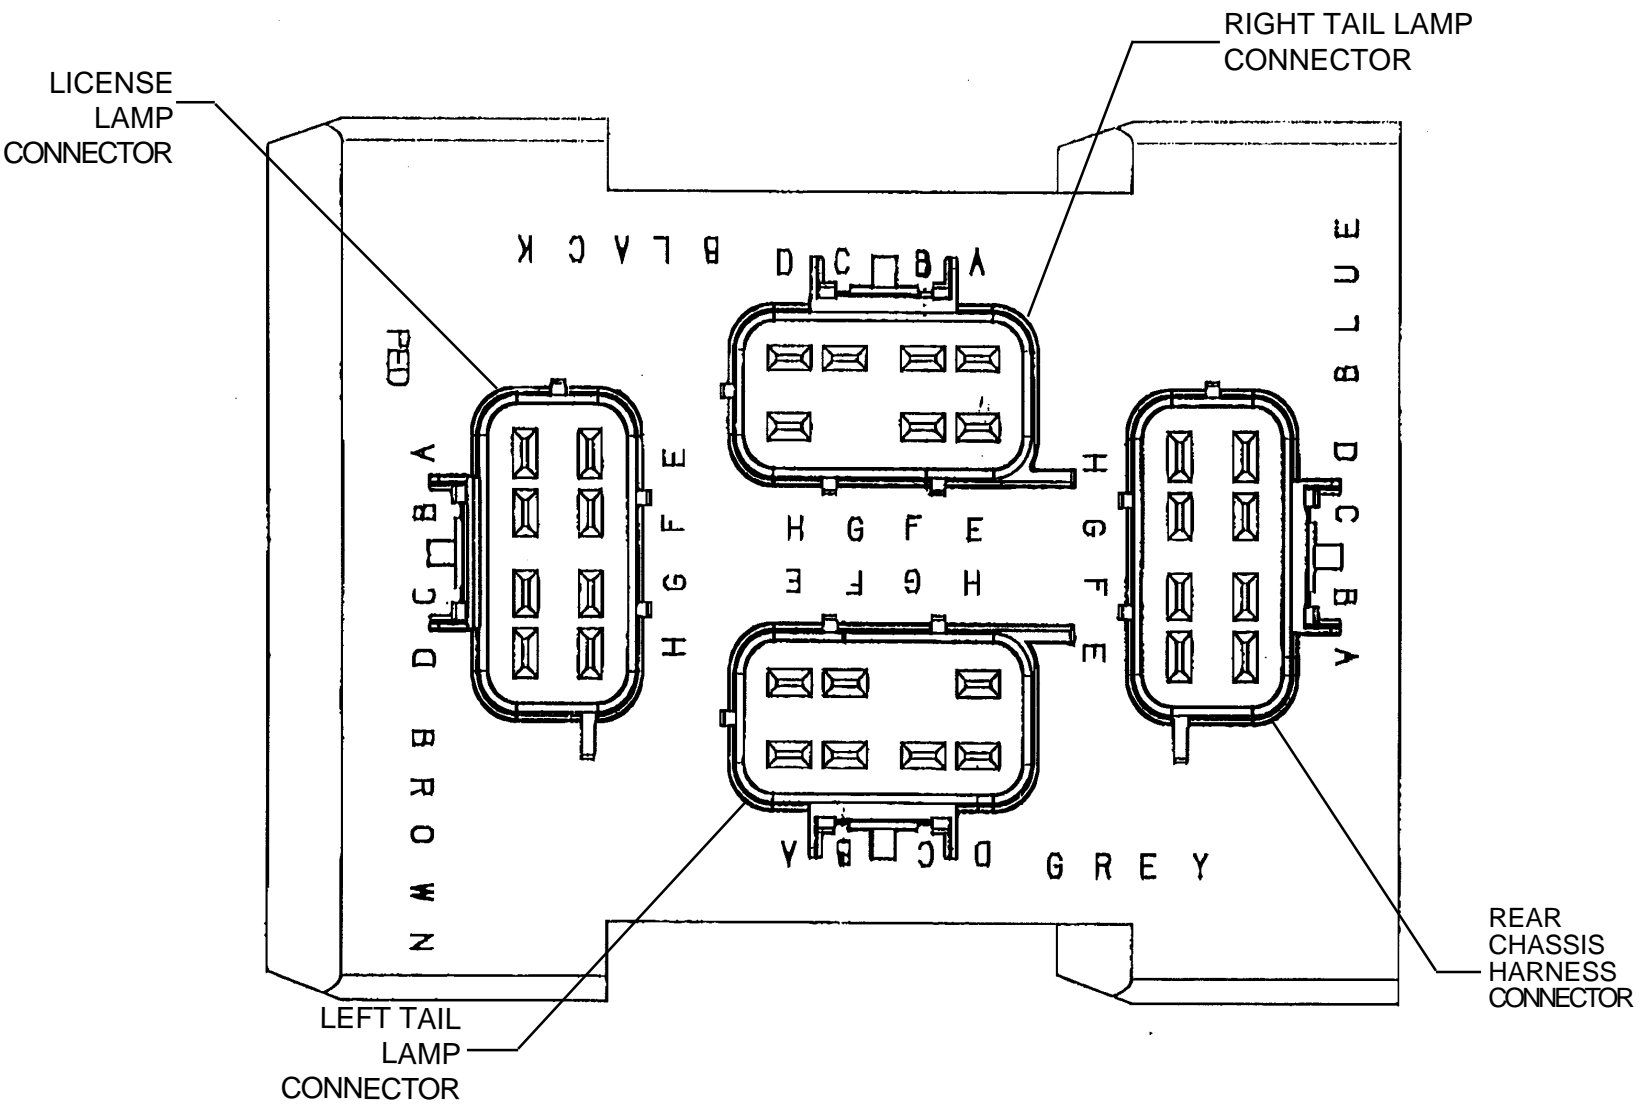 RIGHT TAIL LAMP
CONNECTOR
LICENSE
LAMP
CONNECTOR
BLACK
D C B A
BLUE
PED
A B C D
E F G H
H G F E
E F G H
H G F E
D C B A
A B C D
BROWN
GREY
REAR
CHASSIS
HARNESS
CONNECTOR
LEFT TAIL
LAMP
CONNECTOR